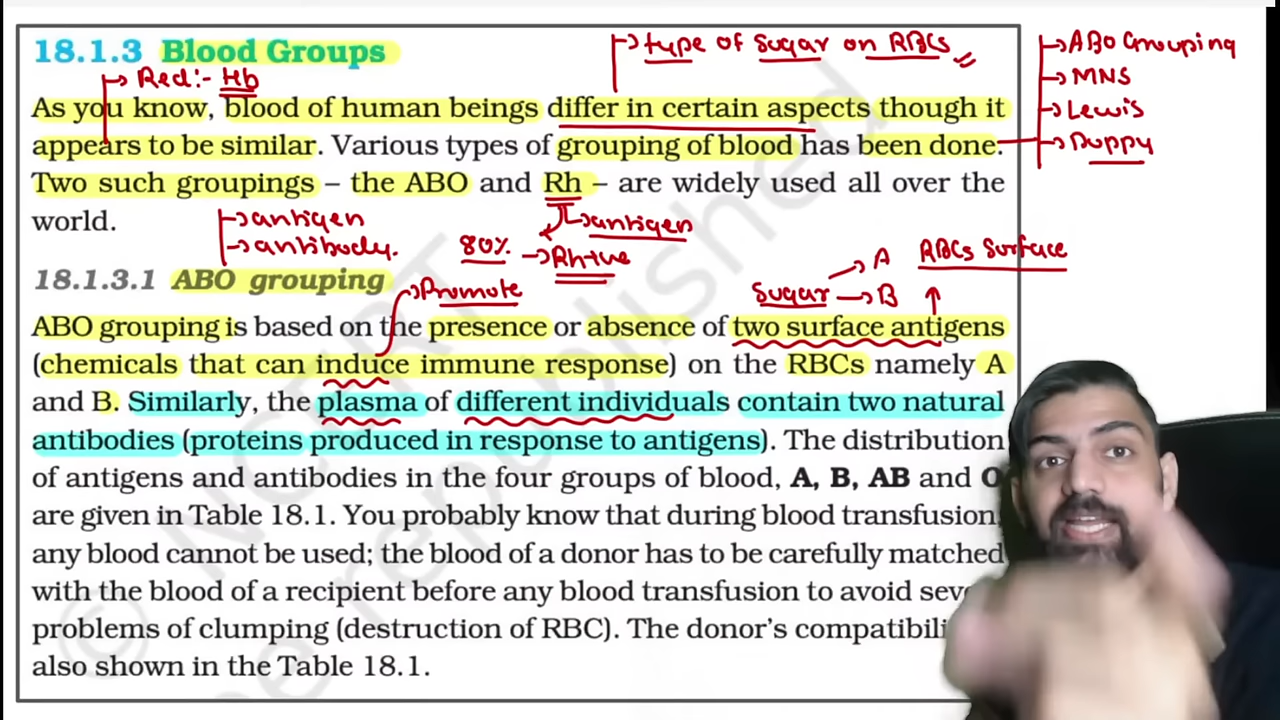 18.1.3 Blood Groups
→ type of Sugar on RBCs
→ ABO Grouping
→ Red:- Hb
→ MNS
As you know, blood of human beings differ in certain aspects though it
→ Lewis
appears to be similar. Various types of grouping of blood has been done.
→ Duppy
Two such groupings – the ABO and Rh – are widely used all over the
world.
→ antigen
→ antibody.
→ antigen
80% → Rh+ve
RBCs Surface
18.1.3.1 ABO grouping
→ Promote
Sugar → A
→ B
ABO grouping is based on the presence or absence of two surface antigens
(chemicals that can induce immune response) on the RBCs namely A
and B. Similarly, the plasma of different individuals contain two natural
antibodies (proteins produced in response to antigens). The distribution
of antigens and antibodies in the four groups of blood, A, B, AB and O
are given in Table 18.1. You probably know that during blood transfusion,
any blood cannot be used; the blood of a donor has to be carefully matched
with the blood of a recipient before any blood transfusion to avoid
problems of clumping (destruction of RBC). The donor's
also shown in the Table 18.1.